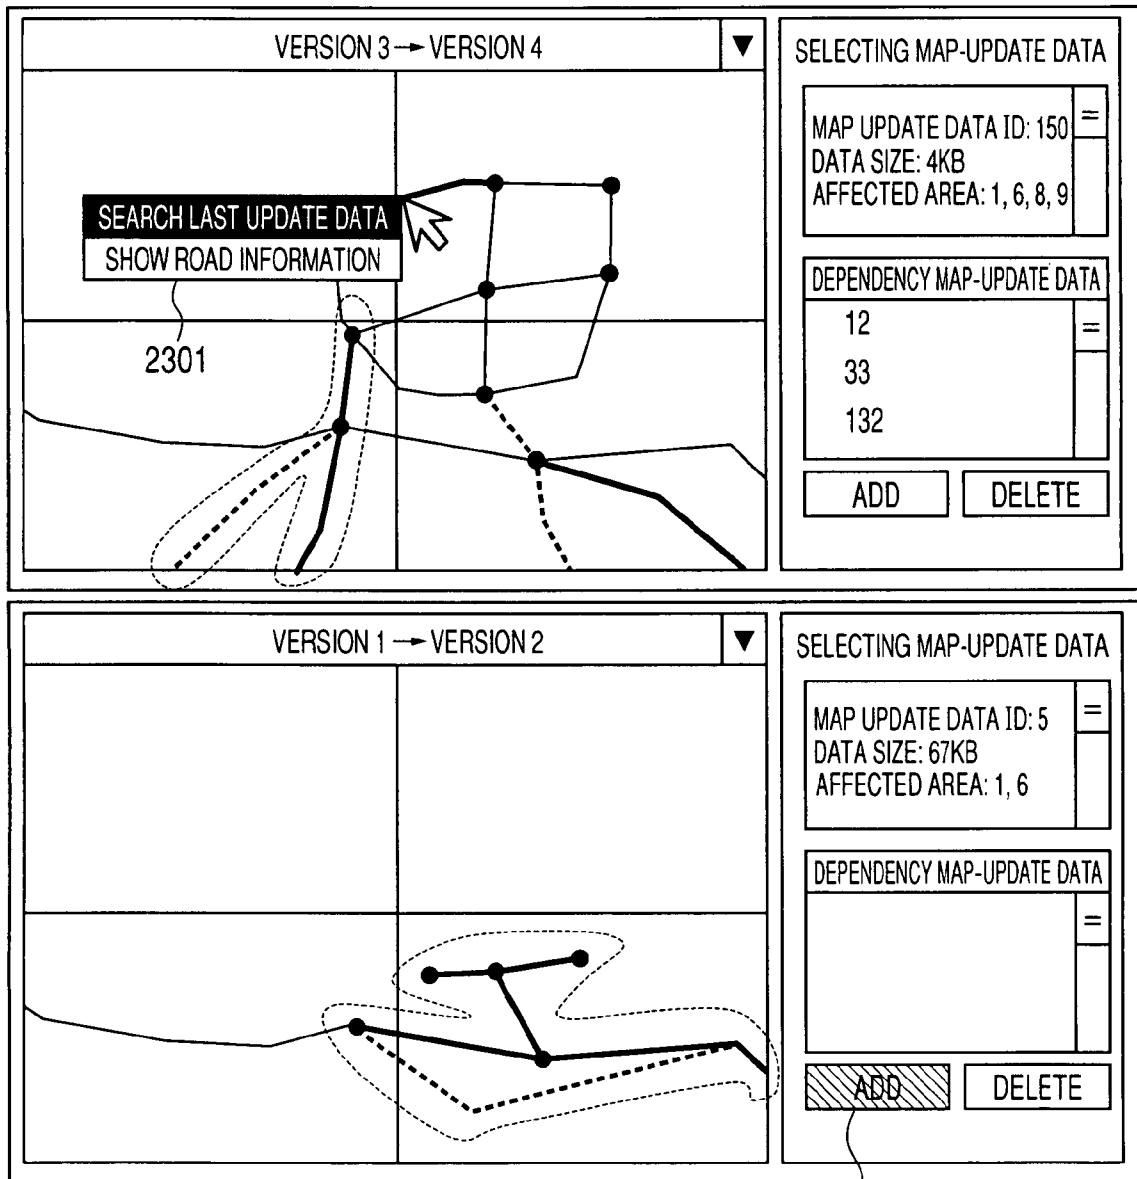 VERSION 3→VERSION 4
▼
SELECTING MAP-UPDATE DATA
MAP UPDATE DATA ID: 150
DATA SIZE: 4KB
AFFECTED AREA: 1, 6, 8, 9
SEARCH LAST UPDATE DATA
SHOW ROAD INFORMATION
2301
DEPENDENCY MAP-UPDATE DATA
12
33
132
ADD
DELETE
VERSION 1→VERSION 2
▼
SELECTING MAP-UPDATE DATA
MAP UPDATE DATA ID: 5
DATA SIZE: 67KB
AFFECTED AREA: 1, 6
DEPENDENCY MAP-UPDATE DATA
ADD
DELETE